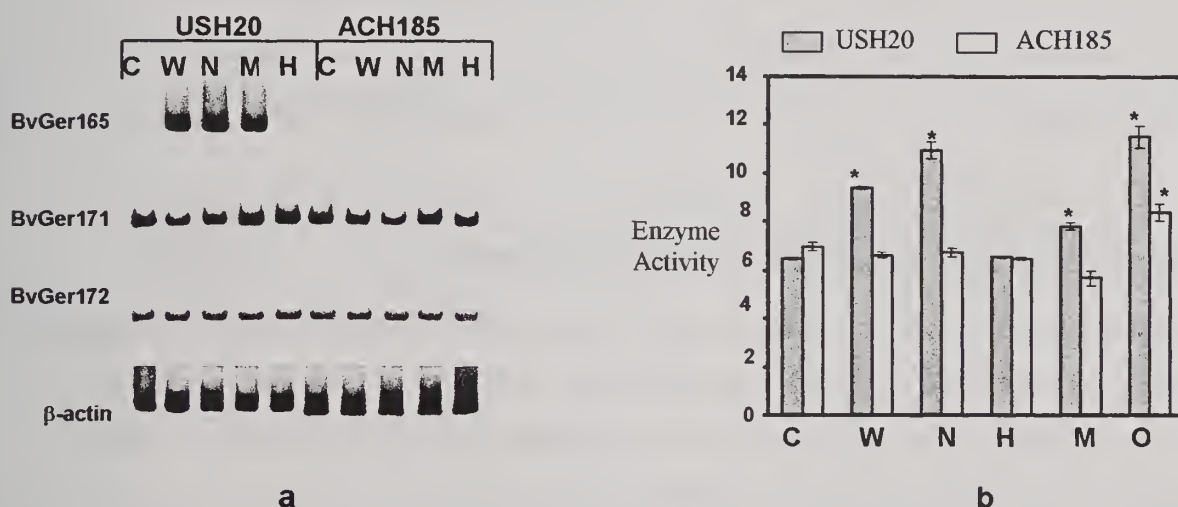 USH20 ACH185
C W N M H C W N M H
BvGer165
BvGer171
BvGer172
β-actin
a
USH20 ACH185
14
12
10
8
6
4
2
0
Enzyme
Activity
* * * * *
C W N H M O
b